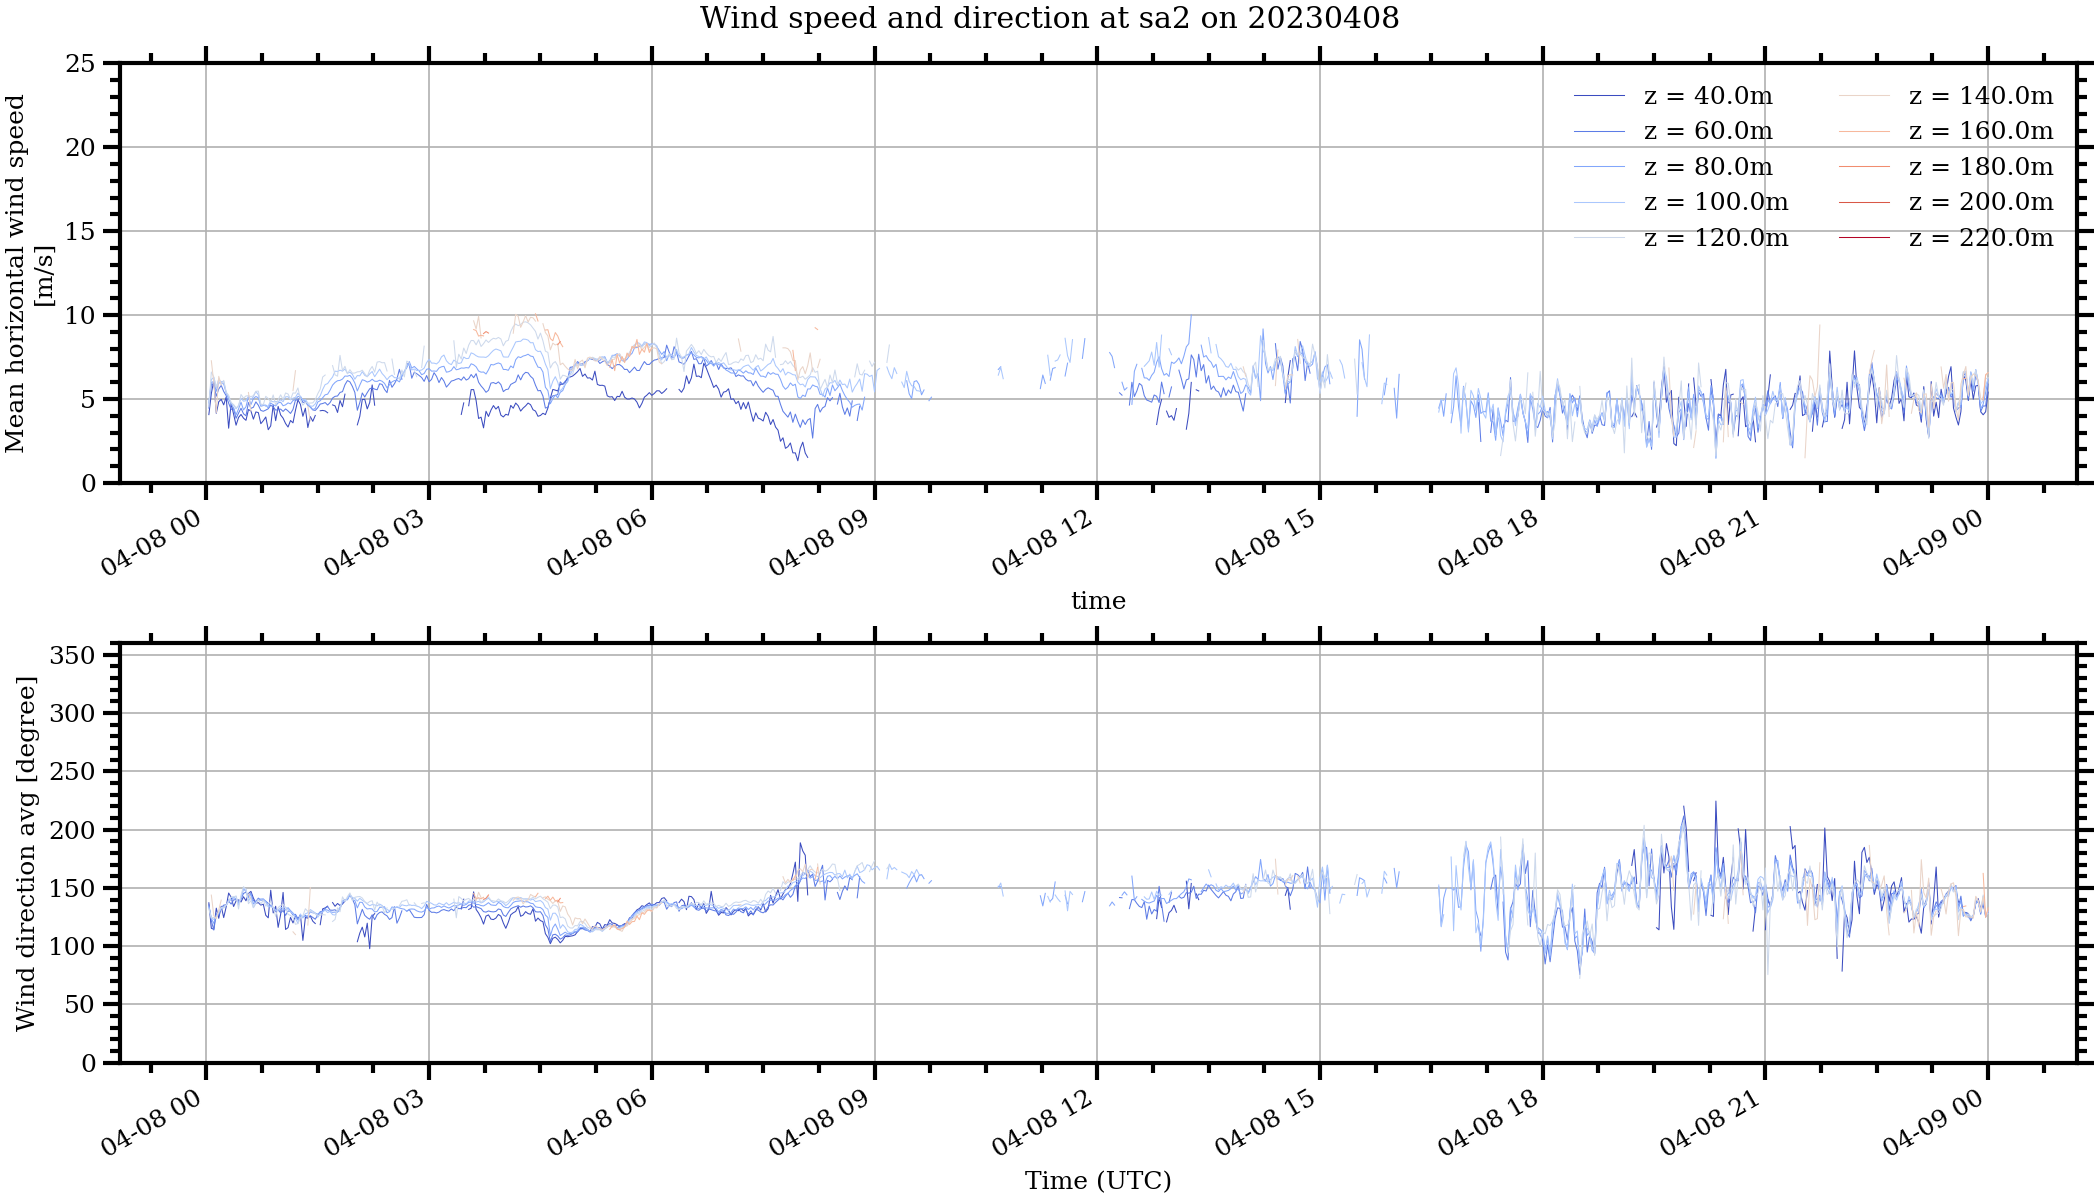 Wind speed and direction at sa2 on 20230408
Mean horizontal wind speed
[m/s]
25
20
15
10
5
0
z = 40.0m
z = 60.0m
z = 80.0m
z = 100.0m
z = 120.0m
z = 140.0m
z = 160.0m
z = 180.0m
z = 200.0m
z = 220.0m
04-08 00
04-08 03
04-08 06
04-08 09
04-08 12
04-08 15
04-08 18
04-08 21
04-09 00
time
Wind direction avg [degree]
350
300
250
200
150
100
50
0
04-08 00
04-08 03
04-08 06
04-08 09
04-08 12
04-08 15
04-08 18
04-08 21
04-09 00
Time (UTC)